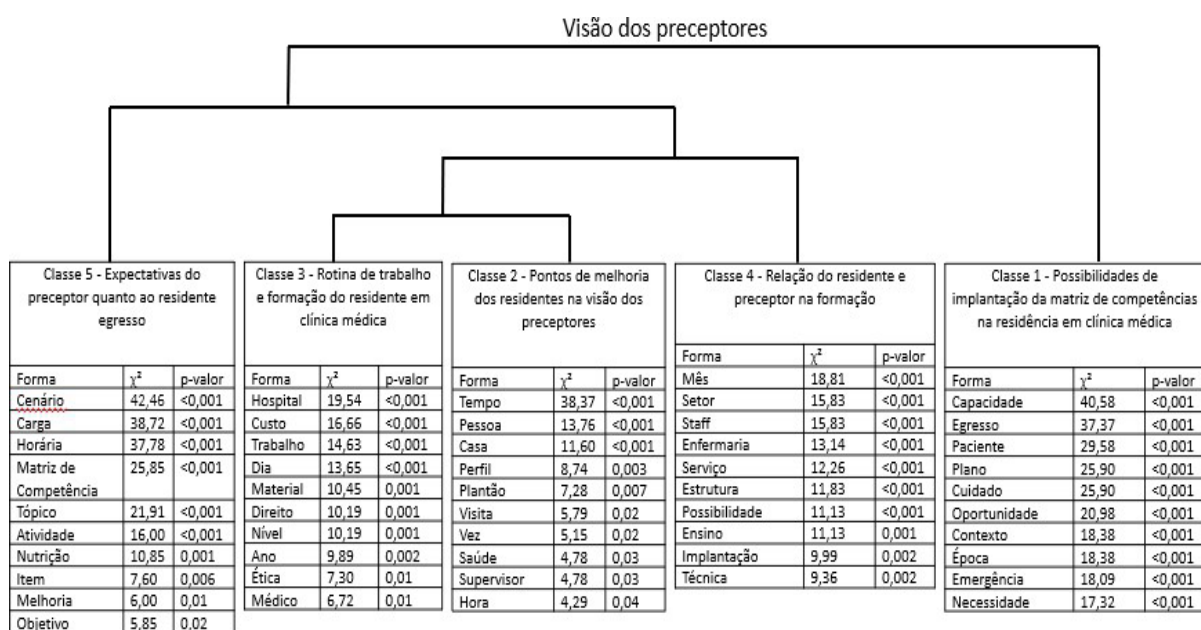 Visão dos preceptores
Classe 5 - Expectativas do
preceptor quanto ao residente
egresso
Forma χ² p-valor
Cenário 42,46 <0,001
Carga 38,72 <0,001
Horária 37,78 <0,001
Matriz de 25,85 <0,001
Competência
Tópico 21,91 <0,001
Atividade 16,00 <0,001
Nutrição 10,85 0,001
Item 7,60 0,006
Melhoria 6,00 0,01
Objetivo 5,85 0,02
Classe 3 - Rotina de trabalho
e formação do residente em
clínica médica
Forma χ² p-valor
Hospital 19,54 <0,001
Custo 16,66 <0,001
Trabalho 14,63 <0,001
Dia 13,65 <0,001
Material 10,45 0,001
Direito 10,19 0,001
Nível 10,19 0,001
Ano 9,89 0,002
Ética 7,30 0,01
Médico 6,72 0,01
Classe 2 - Pontos de melhoria
dos residentes na visão dos
preceptores
Forma χ² p-valor
Tempo 38,37 <0,001
Pessoa 13,76 <0,001
Casa 11,60 <0,001
Perfil 8,74 0,003
Plantão 7,28 0,007
Visita 5,79 0,02
Vez 5,15 0,02
Saúde 4,78 0,03
Supervisor 4,78 0,03
Hora 4,29 0,04
Classe 4 - Relação do residente e
preceptor na formação
Forma χ² p-valor
Mês 18,81 <0,001
Setor 15,83 <0,001
Staff 15,83 <0,001
Enfermaria 13,14 <0,001
Serviço 12,26 <0,001
Estrutura 11,83 <0,001
Possibilidade 11,13 <0,001
Ensino 11,13 0,001
Implantação 9,99 0,002
Técnica 9,36 0,002
Classe 1 - Possibilidades de
implantação da matriz de competências
na residência em clínica médica
Forma χ² p-valor
Capacidade 40,58 <0,001
Egresso 37,37 <0,001
Paciente 29,58 <0,001
Plano 25,90 <0,001
Cuidado 25,90 <0,001
Oportunidade 20,98 <0,001
Contexto 18,38 <0,001
Época 18,38 <0,001
Emergência 18,09 <0,001
Necessidade 17,32 <0,001